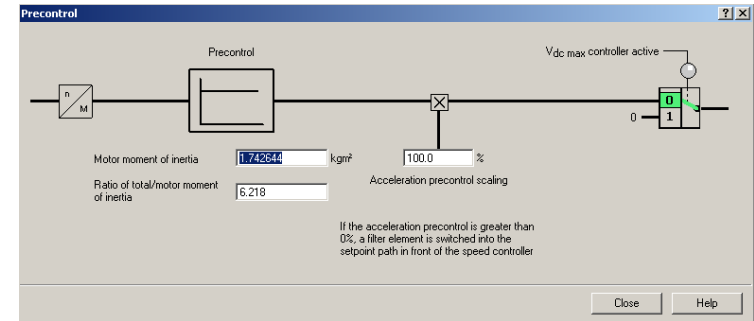 Precontrol
Precontrol
Vdc max controller active
n
M
0
0
1
Motor moment of inertia
1.742644
kgm²
100.0
%
Ratio of total/motor moment
of inertia
6.218
Acceleration precontrol scaling
If the acceleration precontrol is greater than
0%, a filter element is switched into the
setpoint path in front of the speed controller
Close
Help